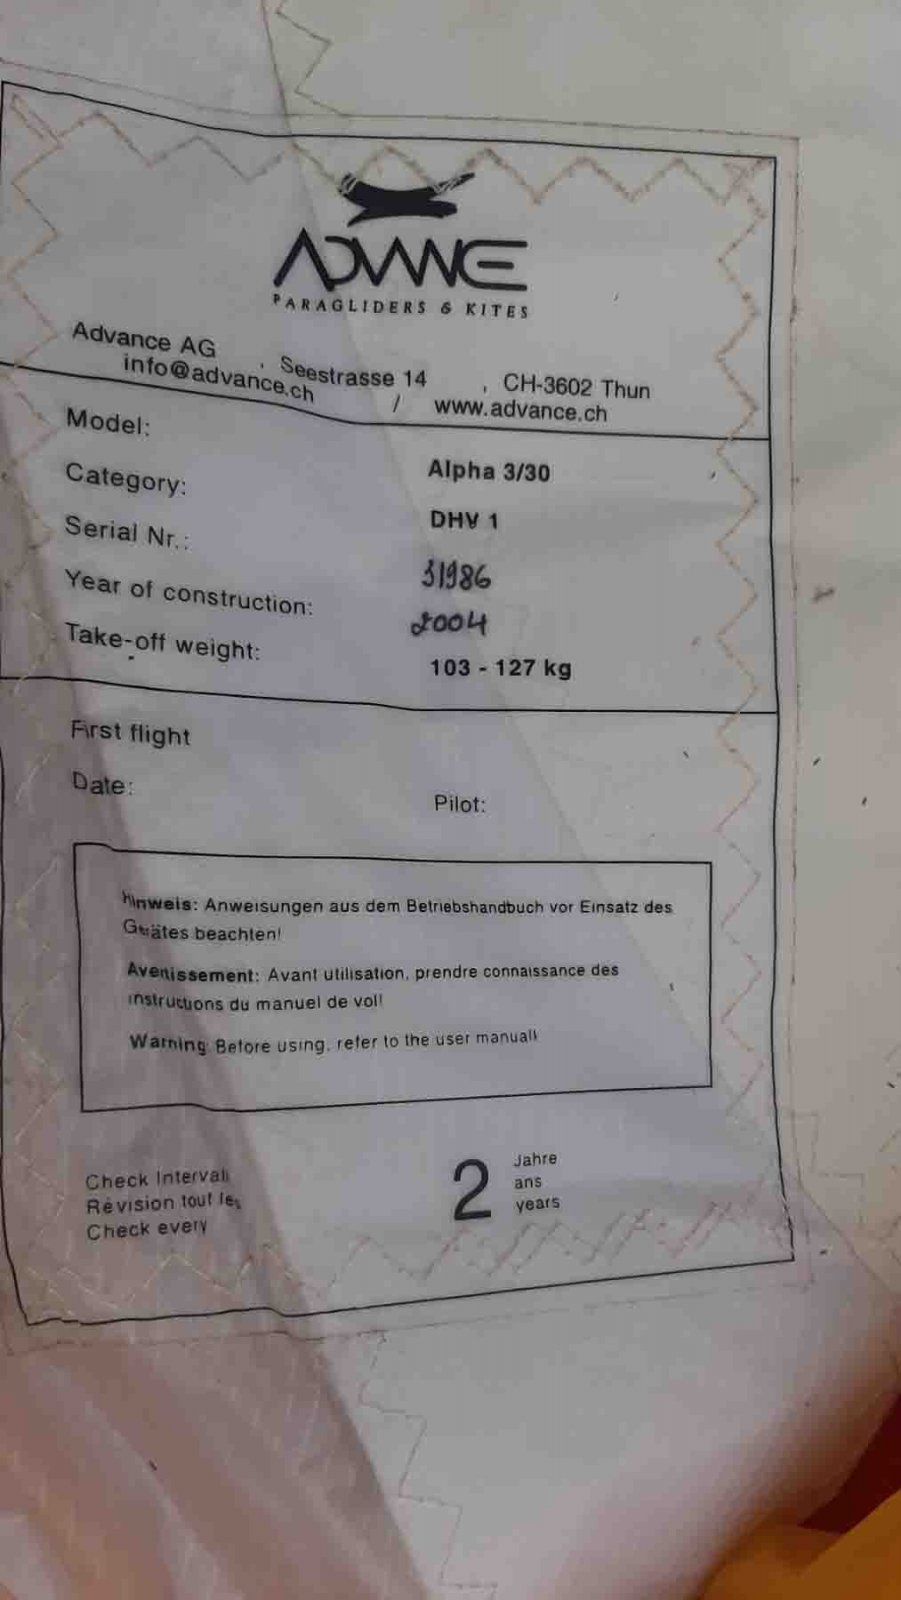 ADVANCE
PARAGLIDERS & KITES
Advance AG , Seestrasse 14 , CH-3602 Thun
info@advance.ch / www.advance.ch
Model: Alpha 3/30
Category: DHV 1
Serial Nr.: 31986
Year of construction: 2004
Take-off weight: 103 - 127 kg
First flight
Date: Pilot:
Hinweis: Anweisungen aus dem Betriebshandbuch vor Einsatz des
Gerätes beachten!
Avertissement: Avant utilisation, prendre connaissance des
instructions du manuel de vol!
Warning: Before using, refer to the user manual!
Check Intervall
Révision tout les
Check every
2
Jahre
ans
years